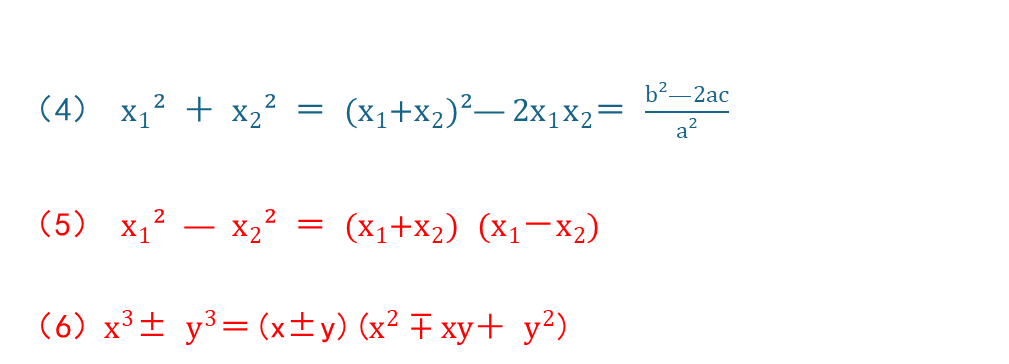 (4) x₁² + x₂² = (x₁+x₂)²— 2x₁x₂= b²—2ac/a²
(5) x₁² — x₂² = (x₁+x₂) (x₁−x₂)
(6) x³± y³=(x±y)(x² ∓ xy+ y²)